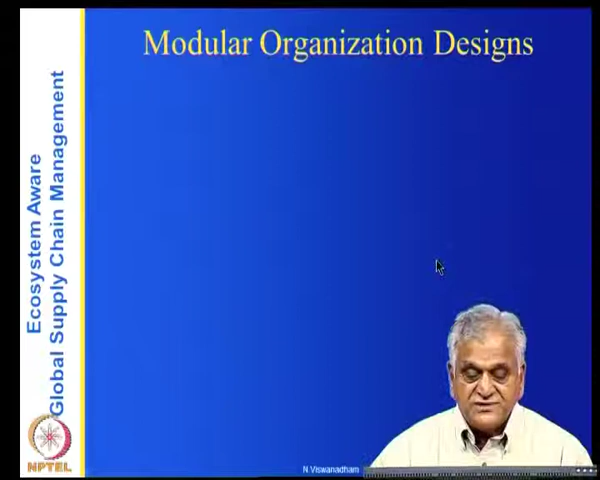 Modular Organization Designs
Ecosystem Aware
Global Supply Chain Management
NPTEL
N.Viswanadham